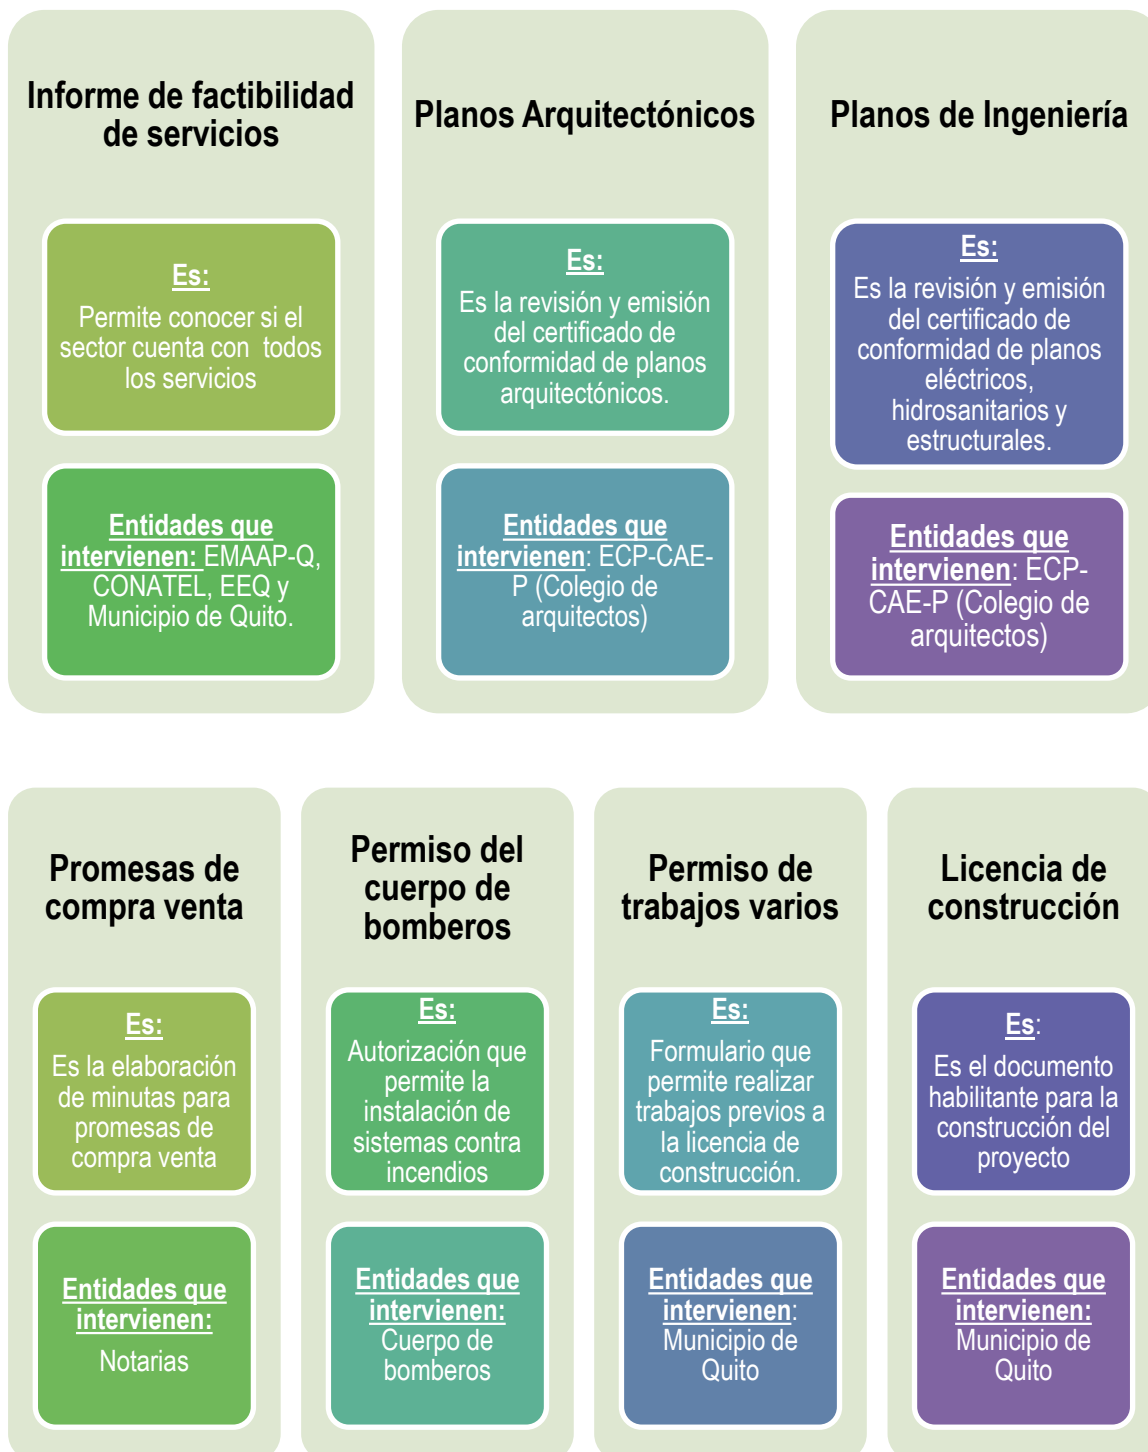 Informe de factibilidad
de servicios
Es:
Permite conocer si el
sector cuenta con todos
los servicios
Entidades que
intervienen: EMAAP-Q,
CONATEL, EEQ y
Municipio de Quito.
Planos Arquitectónicos
Es:
Es la revisión y emisión
del certificado de
conformidad de planos
arquitectónicos.
Entidades que
intervienen: ECP-CAE-
P (Colegio de
arquitectos)
Planos de Ingeniería
Es:
Es la revisión y emisión
del certificado de
conformidad de planos
eléctricos,
hidrosanitarios y
estructurales.
Entidades que
intervienen: ECP-
CAE-P (Colegio de
arquitectos)
Promesas de
compra venta
Es:
Es la elaboración
de minutas para
promesas de
compra venta
Entidades que
intervienen:
Notarias
Permiso del
cuerpo de
bomberos
Es:
Autorización que
permite la
instalación de
sistemas contra
incendios
Entidades que
intervienen:
Cuerpo de
bomberos
Permiso de
trabajos varios
Es:
Formulario que
permite realizar
trabajos previos a
la licencia de
construcción.
Entidades que
intervienen:
Municipio de
Quito
Licencia de
construcción
Es:
Es el documento
habilitante para la
construcción del
proyecto
Entidades que
intervienen:
Municipio de
Quito